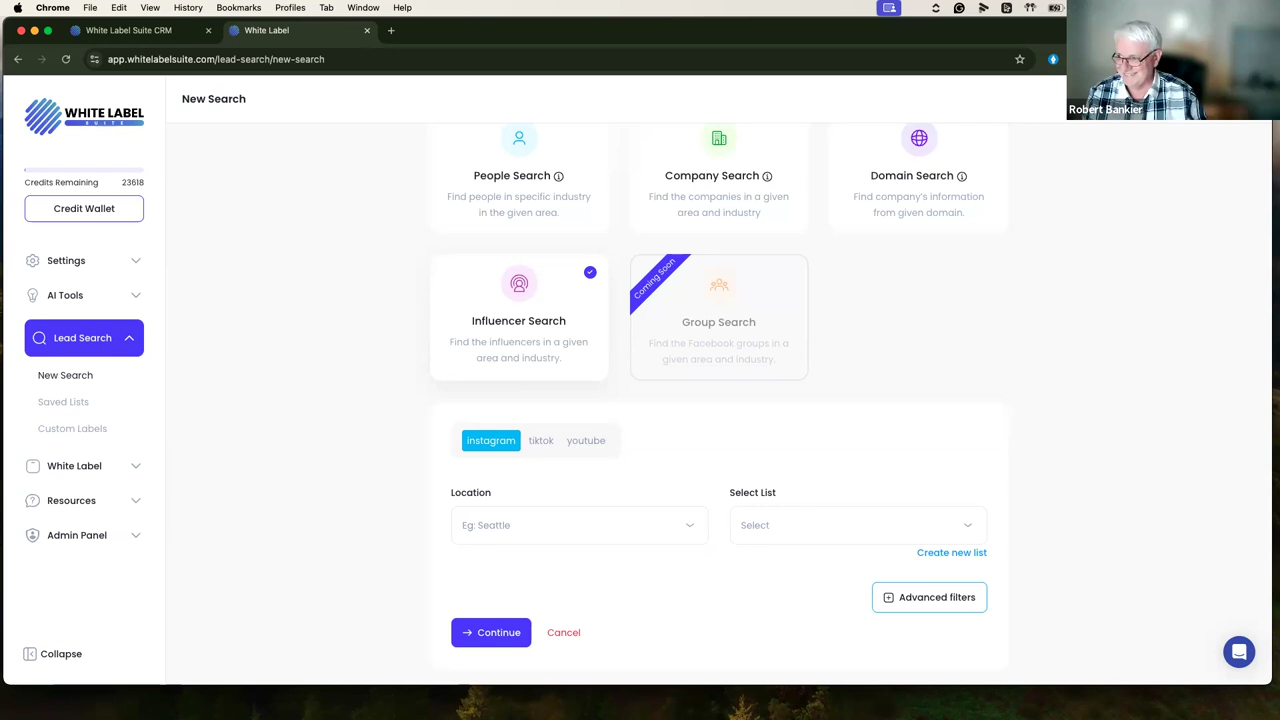 Chrome File Edit View History Bookmarks Profiles Tab Window Help
White Label Suite CRM
White Label
app.whitelabelsuite.com/lead-search/new-search
Robert Bankier
WHITE LABEL
SUITE
New Search
Credits Remaining 23618
Credit Wallet
Settings
AI Tools
Lead Search
New Search
Saved Lists
Custom Labels
White Label
Resources
Admin Panel
Collapse
People Search
Find people in specific industry
in the given area.
Company Search
Find the companies in a given
area and industry
Domain Search
Find company's information
from given domain.
Influencer Search
Find the influencers in a given
area and industry.
Coming Soon
Group Search
Find the Facebook groups in a
given area and industry.
instagram tiktok youtube
Location
Eg: Seattle
Select List
Select
Create new list
Advanced filters
Continue Cancel